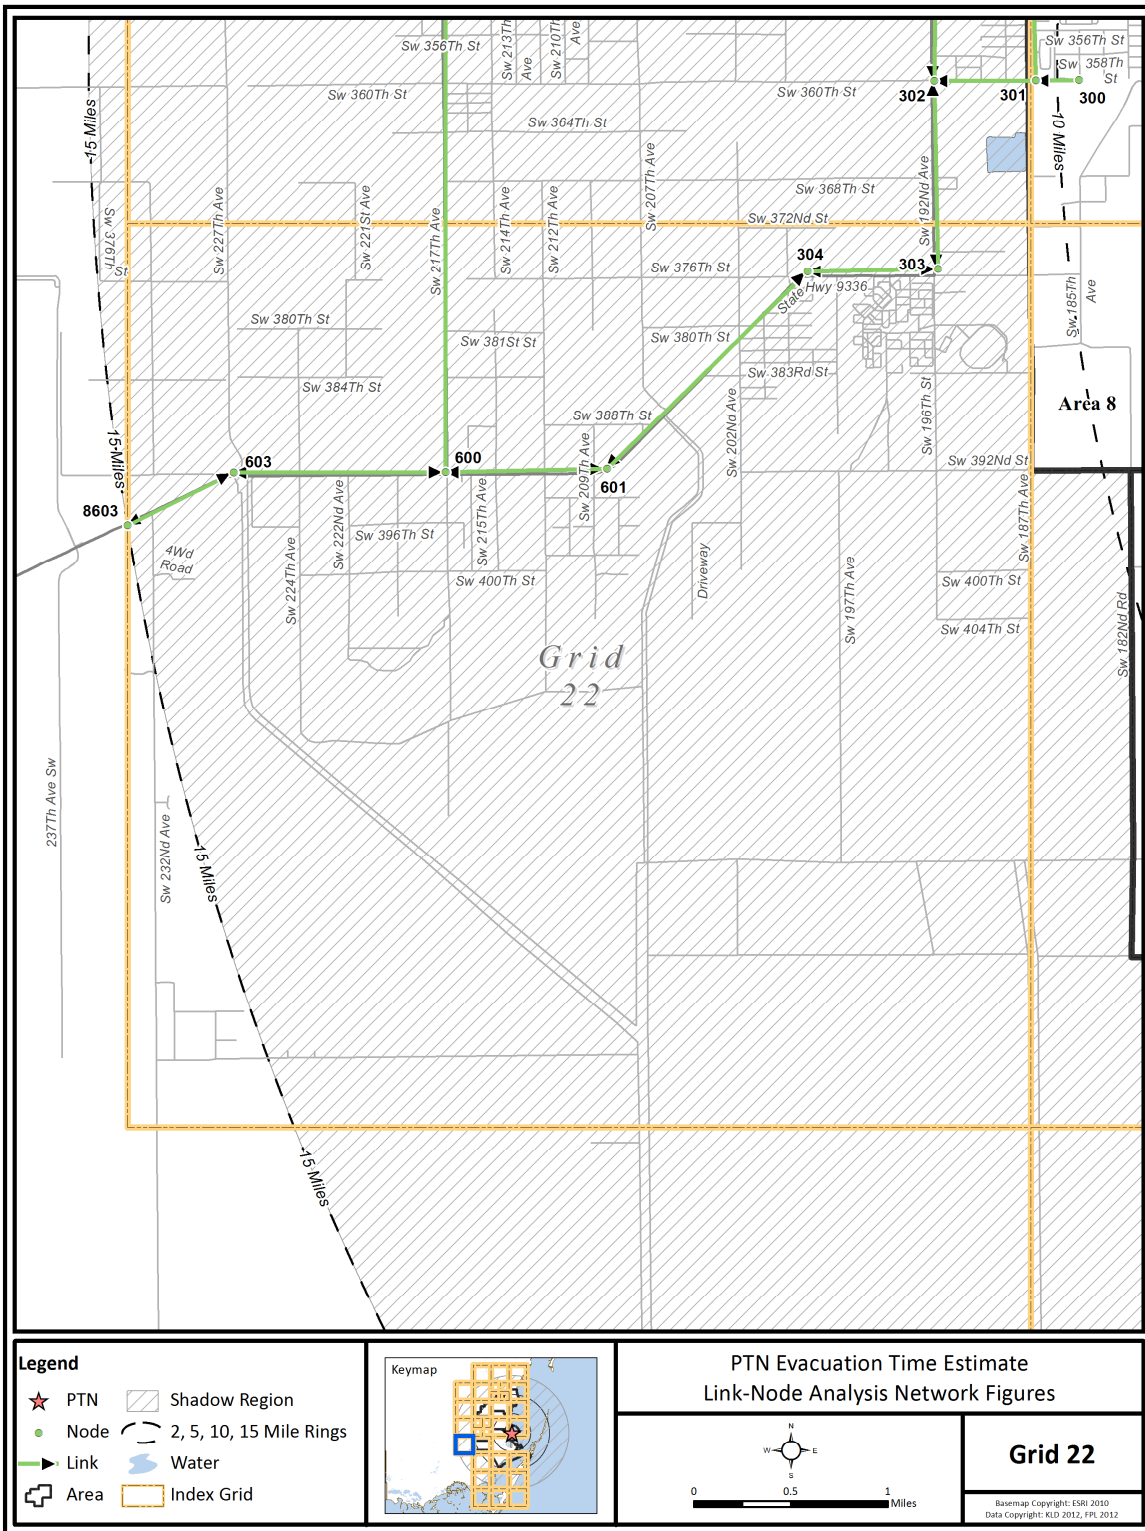 Sw 356Th St
Sw 213Th
Ave
Sw 210Th
Ave
Sw 356Th St
Sw 358Th
St
Sw 360Th St
Sw 360Th St
302
301
300
15 Miles
10 Miles
Sw 364Th St
Sw 207Th Ave
Sw 192Nd Ave
Sw 368Th St
Sw 372Nd St
Sw 376Th
St
Sw 227Th Ave
Sw 221St Ave
Sw 217Th Ave
Sw 214Th Ave
Sw 212Th Ave
304
303
Sw 376Th St
State
Hwy 9336
Sw 185Th
Ave
Sw 380Th St
Sw 381St St
Sw 380Th St
Sw 384Th St
Sw 383Rd St
Sw 388Th St
Sw 202Nd Ave
Sw 196Th St
Area 8
15 Miles
603
600
601
Sw 209Th Ave
Sw 392Nd St
8603
Sw 222Nd Ave
Sw 215Th Ave
Sw 187Th Ave
Sw 396Th St
4Wd
Road
Sw 224Th Ave
Sw 400Th St
Driveway
Sw 197Th Ave
Sw 400Th St
Sw 404Th St
Sw 182Nd Rd
Grid
22
237Th Ave Sw
Sw 232Nd Ave
15 Miles
15 Miles
Legend
PTN
Shadow Region
Node
2, 5, 10, 15 Mile Rings
Link
Water
Area
Index Grid
Keymap
PTN Evacuation Time Estimate
Link-Node Analysis Network Figures
N
W
E
S
0
0.5
1
Miles
Grid 22
Basemap Copyright: ESRI 2010
Data Copyright: KLD 2012, FPL 2012